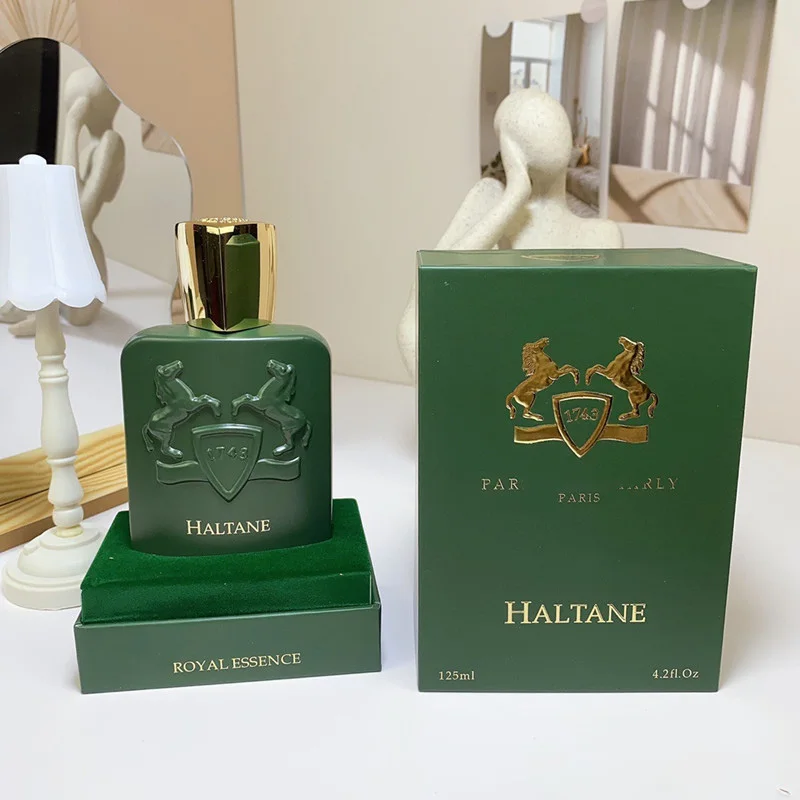 1743
HALTANE
ROYAL ESSENCE
1743
PARIS
HALTANE
125ml
4.2fl.Oz